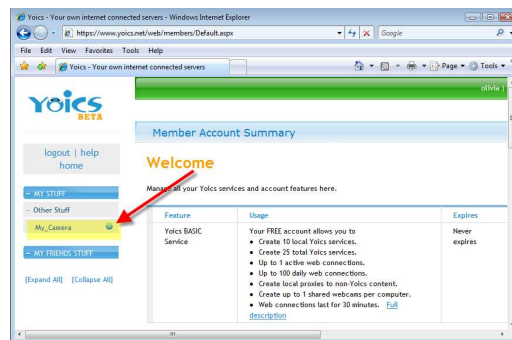 Yoics - Your own internet connected servers - Windows Internet Explorer
https://www.yoics.net/web/members/Default.aspx
Google
File Edit View Favorites Tools Help
Yoics - Your own internet connected servers
Page Tools
olivia |
Yoics
BETA
Member Account Summary
logout | help
home
Welcome
Manage all your Yoics services and account features here.
- MY STUFF
- Other Stuff
My_Camera
- MY FRIENDS STUFF
[Expand All] [Collapse All]
Feature Usage Expires
Yoics BASIC Service
Your FREE account allows you to
• Create 10 local Yoics services.
• Create 25 total Yoics services.
• Up to 1 active web connections.
• Up to 100 daily web connections.
• Create local proxies to non-Yoics content.
• Create up to 1 shared webcams per computer.
• Web connections last for 30 minutes. Full
description
Never
expires